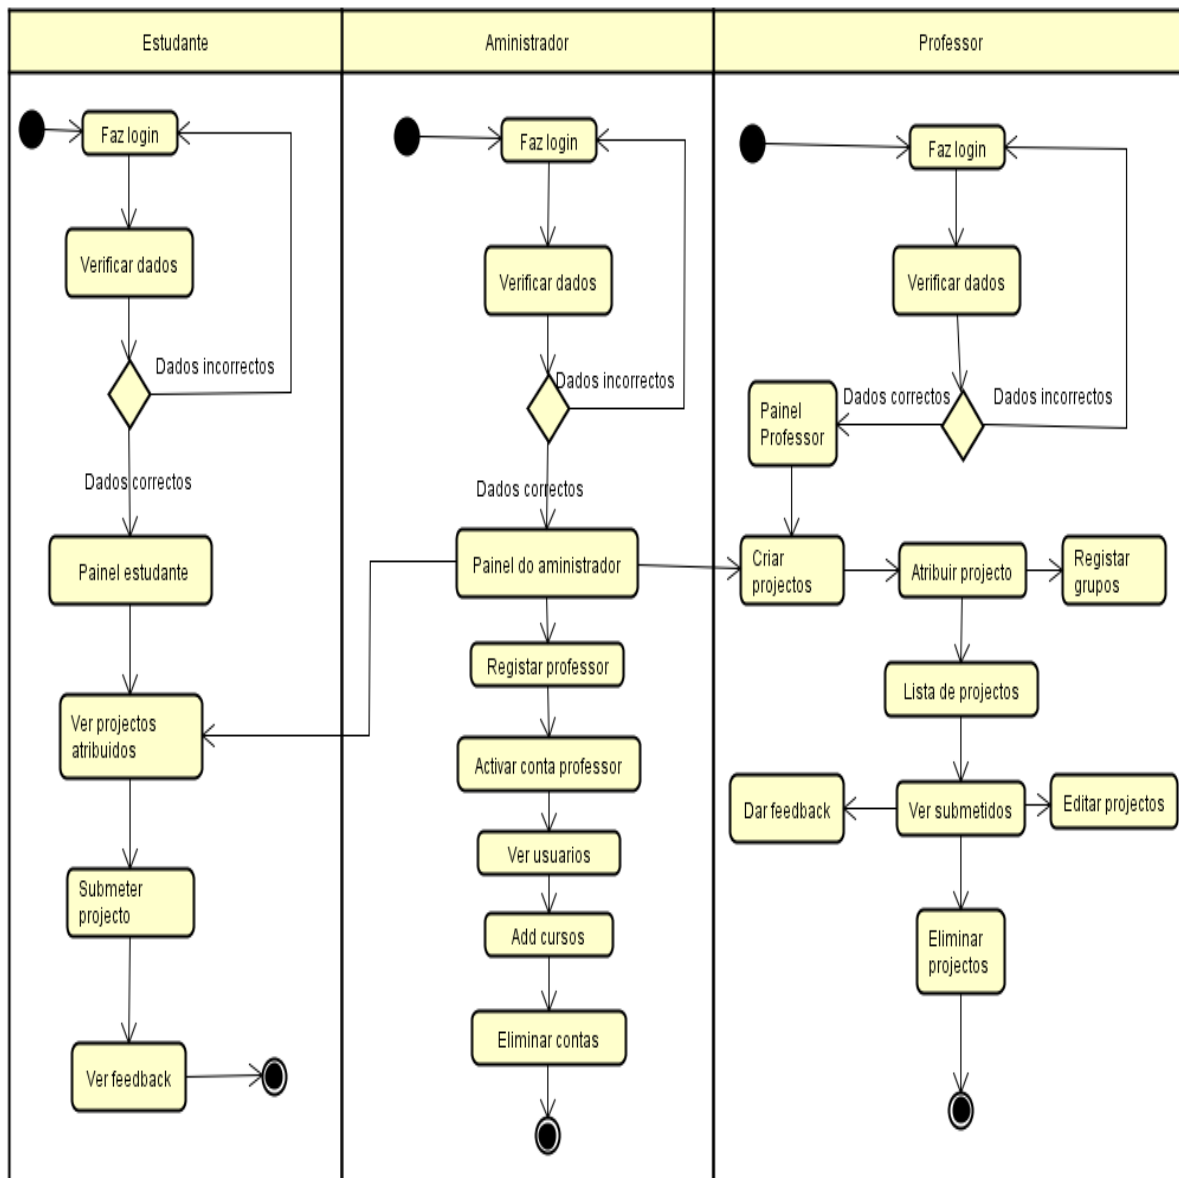 Estudante
Aministrador
Professor
Faz login
Verificar dados
Dados incorrectos
Dados correctos
Painel estudante
Ver projectos
atribuidos
Submeter
projecto
Ver feedback
Faz login
Verificar dados
Dados incorrectos
Dados correctos
Painel do aministrador
Registar professor
Activar conta professor
Ver usuarios
Add cursos
Eliminar contas
Faz login
Verificar dados
Dados correctos
Dados incorrectos
Painel
Professor
Criar
projectos
Atribuir projecto
Registar
grupos
Lista de projectos
Dar feedback
Ver submetidos
Editar projectos
Eliminar
projectos